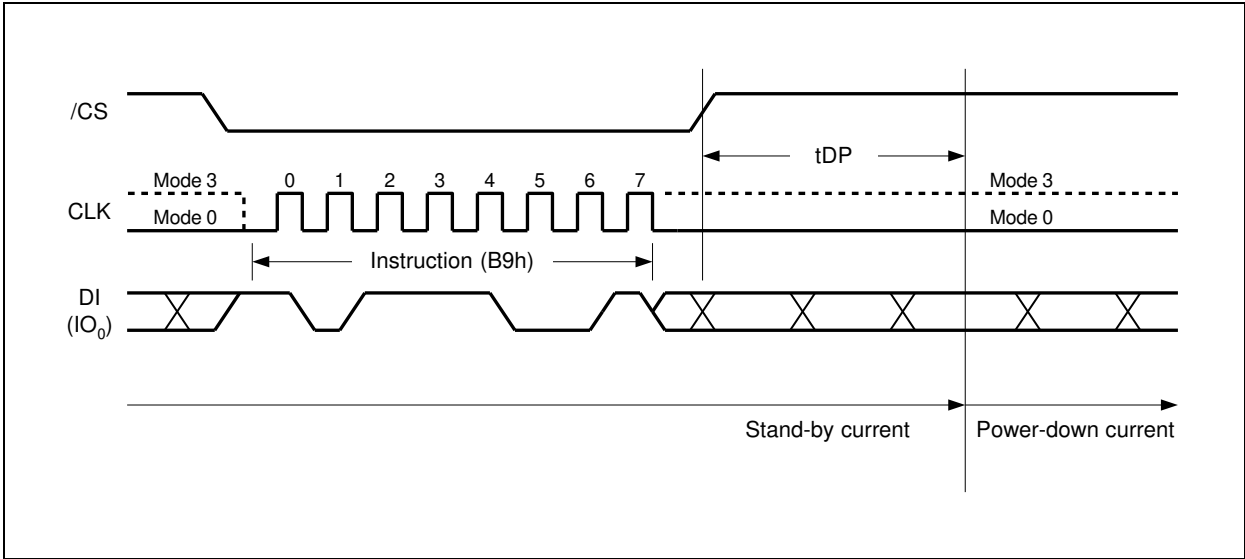 /CS
tDP
Mode 3 0 1 2 3 4 5 6 7 Mode 3
CLK
Mode 0 Mode 0
Instruction (B9h)
DI
(IO0)
Stand-by current Power-down current